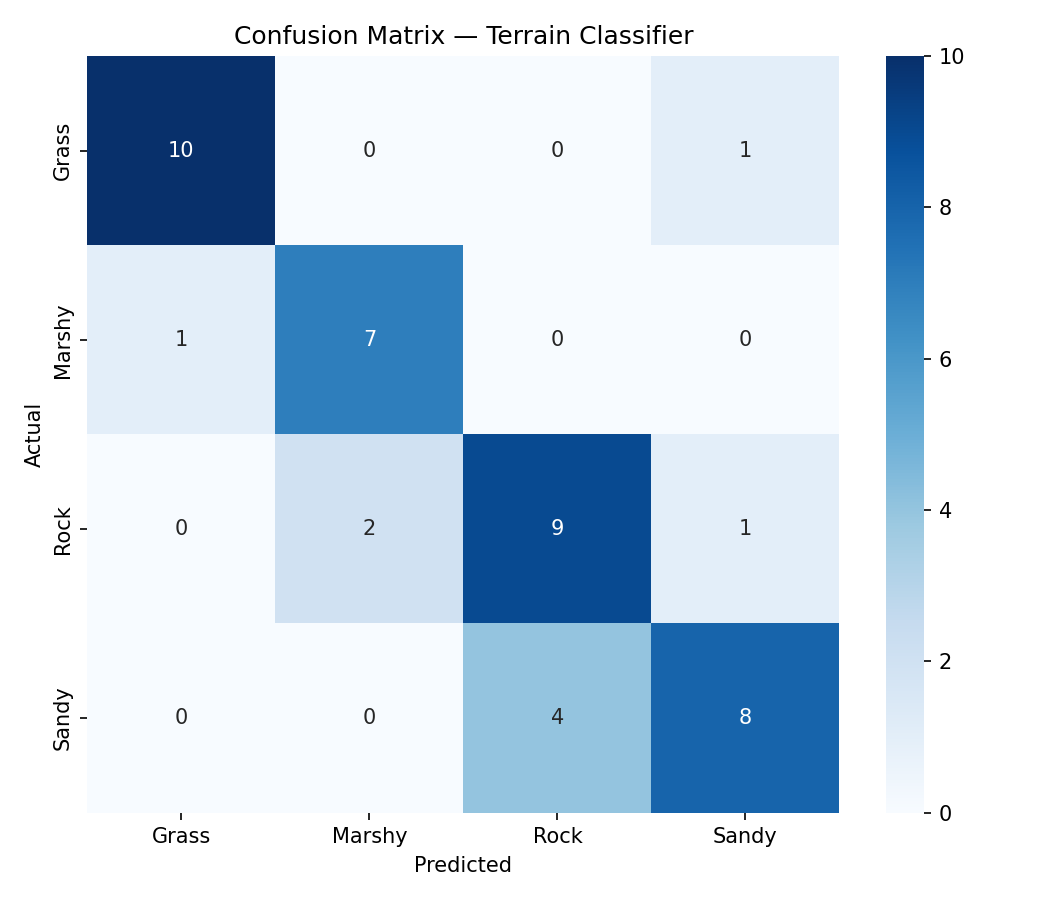 Confusion Matrix — Terrain Classifier
Actual
Grass 10 0 0 1
Marshy 1 7 0 0
Rock 0 2 9 1
Sandy 0 0 4 8
Grass Marshy Rock Sandy
Predicted
10
8
6
4
2
0